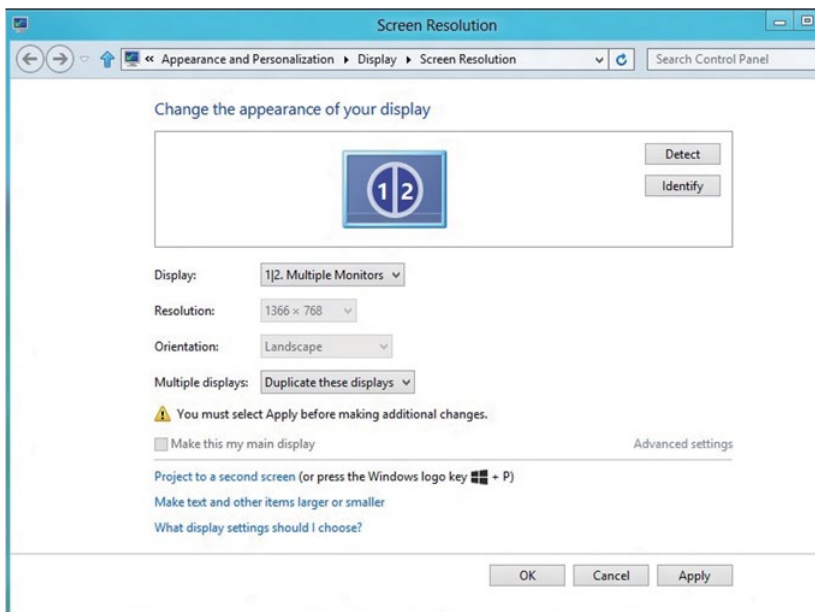 Screen Resolution
« Appearance and Personalization ▸ Display ▸ Screen Resolution Search Control Panel
Change the appearance of your display
1|2
Detect
Identify
Display: 1|2. Multiple Monitors
Resolution: 1366 × 768
Orientation: Landscape
Multiple displays: Duplicate these displays
You must select Apply before making additional changes.
Make this my main display Advanced settings
Project to a second screen (or press the Windows logo key + P)
Make text and other items larger or smaller
What display settings should I choose?
OK Cancel Apply